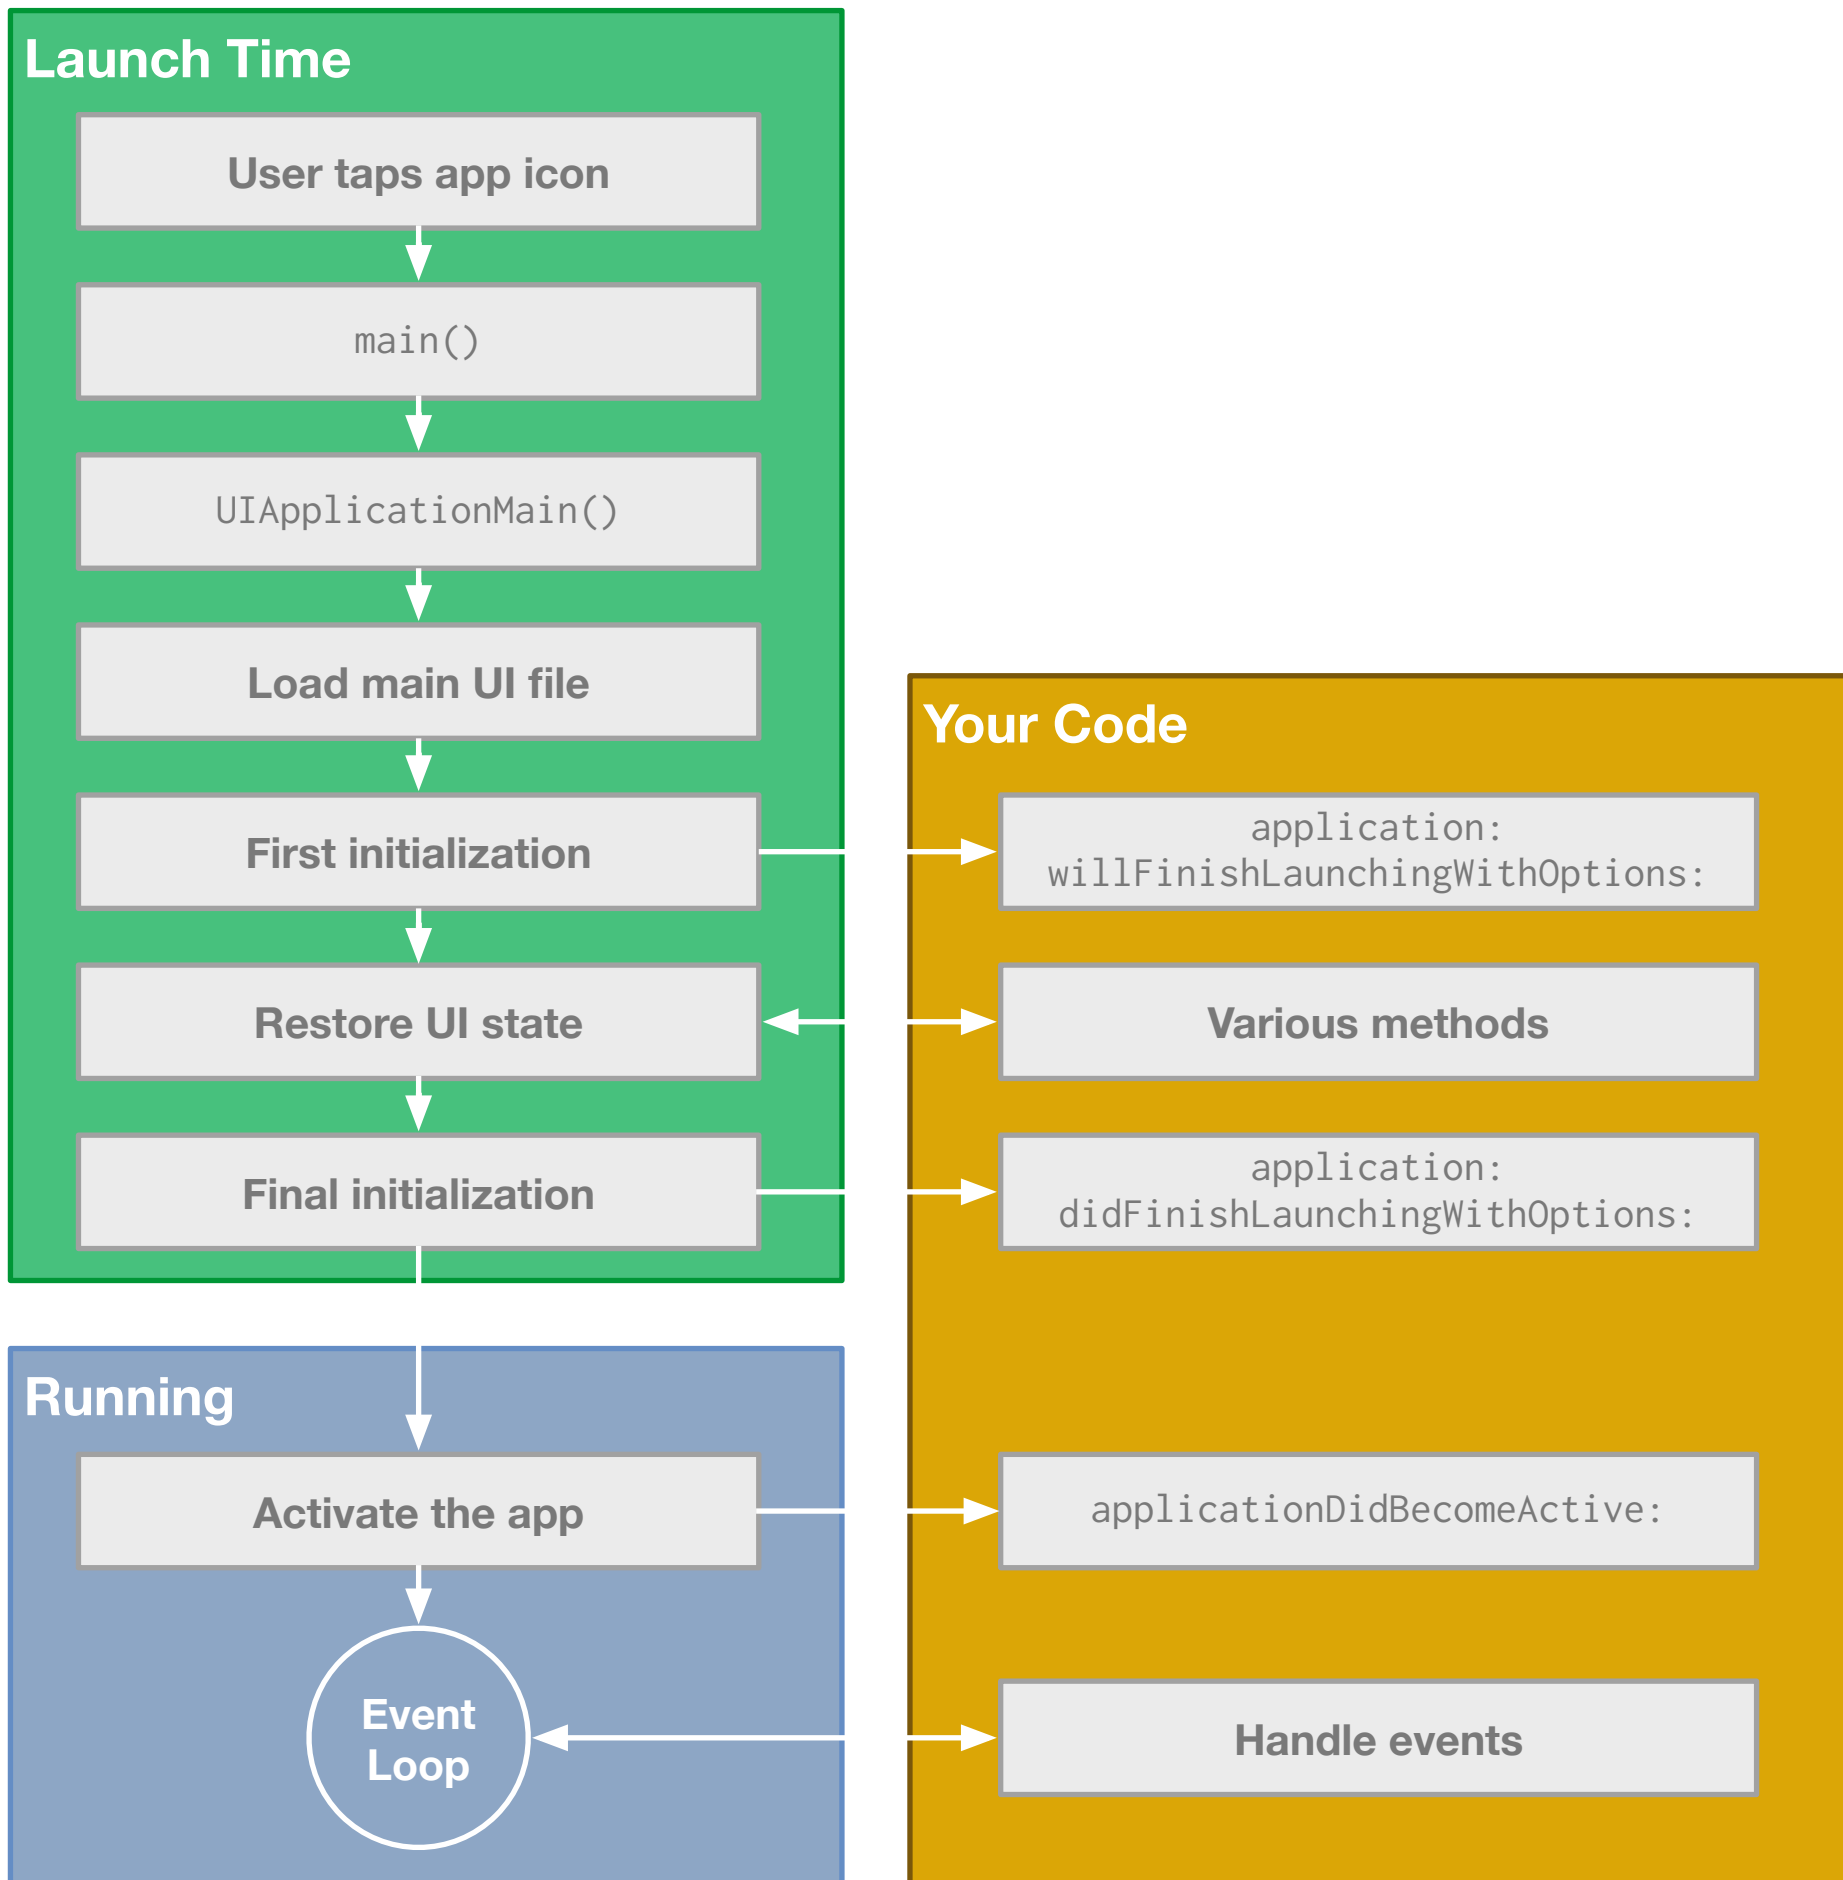 Launch Time
User taps app icon
main()
UIApplicationMain()
Load main UI file
First initialization
Restore UI state
Final initialization
Running
Activate the app
Event
Loop
Your Code
application:
willFinishLaunchingWithOptions:
Various methods
application:
didFinishLaunchingWithOptions:
applicationDidBecomeActive:
Handle events